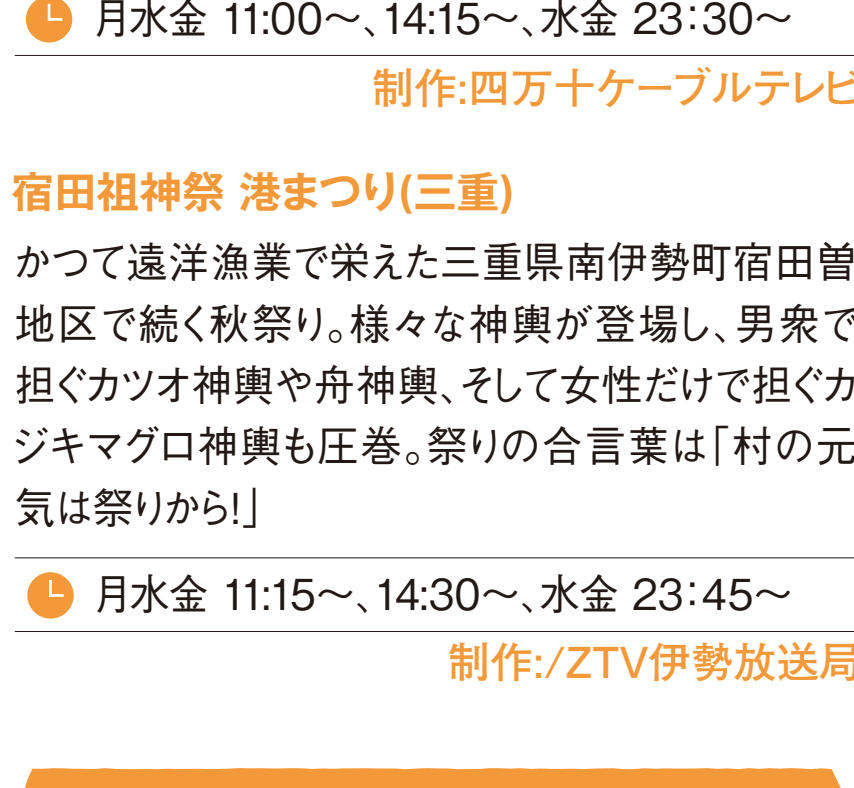 月水金 11:00〜、14:15〜、水金 23:30〜
制作:四万十ケーブルテレビ
宿田祖神祭 港まつり(三重)
かつて遠洋漁業で栄えた三重県南伊勢町宿田曽
地区で続く秋祭り。様々な神輿が登場し、男衆で
担ぐカツオ神輿や舟神輿、そして女性だけで担ぐカ
ジキマグロ神輿も圧巻。祭りの合言葉は「村の元
気は祭りから!」
月水金 11:15〜、14:30〜、水金 23:45〜
制作:/ZTV伊勢放送局